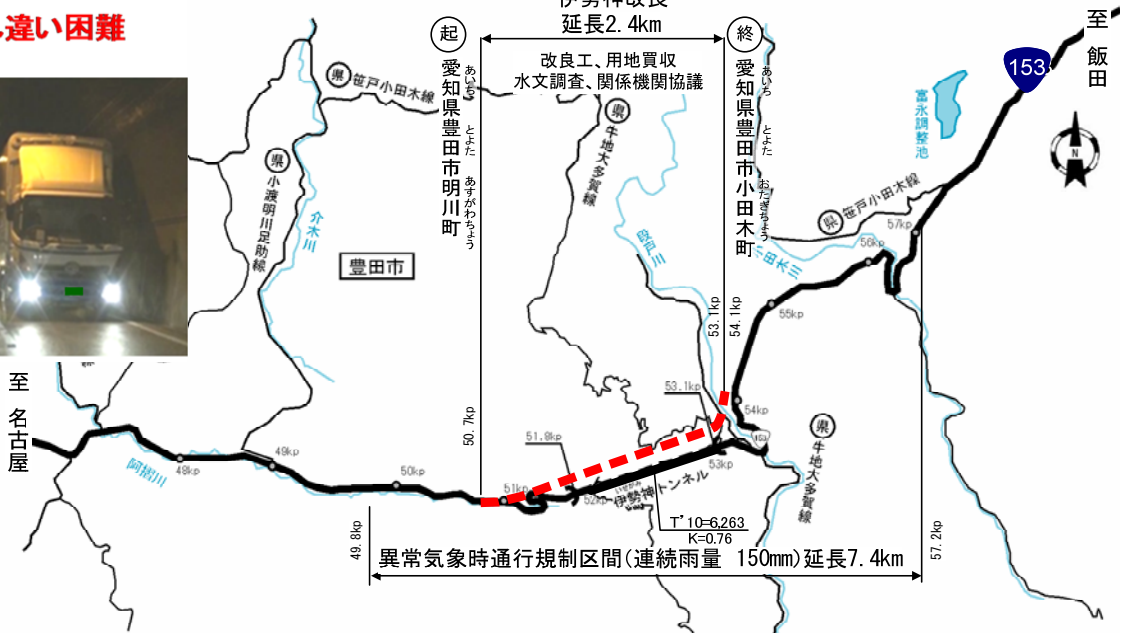 違い困難
伊勢神改良
延長2.4km
改良工、用地買収
水文調査、関係機関協議
起
愛知県豊田市明川町
あいち とよた あすがわちょう
終
愛知県豊田市小田木町
あいち とよた おたぎちょう
至 飯田
153
富永調整池
N
県 笹戸小田木線
県 小渡明川足助線
介木川
豊田市
県 牛地大多賀線
段戸川
小田木川
県 笹戸小田木線
57kp
56kp
55kp
54kp
53.1kp
54.1kp
53.1kp
153
53kp
県 牛地大多賀線
至 名古屋
阿摺川
48kp
49kp
50kp
50.7kp
51kp
51.8kp
52kp
いせがみ
伊勢神トンネル
T'10=6,263
K=0.76
49.8kp
異常気象時通行規制区間(連続雨量 150mm)延長7.4km
57.2kp